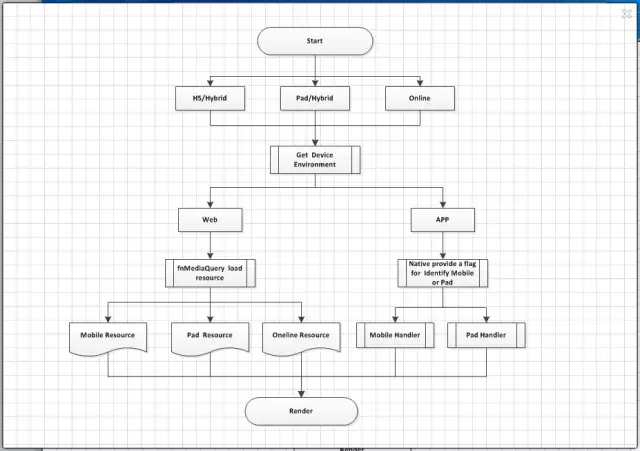 Start
H5/Hybrid
Pad/Hybrid
Online
Get Device
Environment
Web
APP
fnMediaQuery load
resource
Native provide a flag
for Identify Mobile
or Pad
Mobile Resource
Pad Resource
Oneline Resource
Mobile Handler
Pad Handler
Render
Render